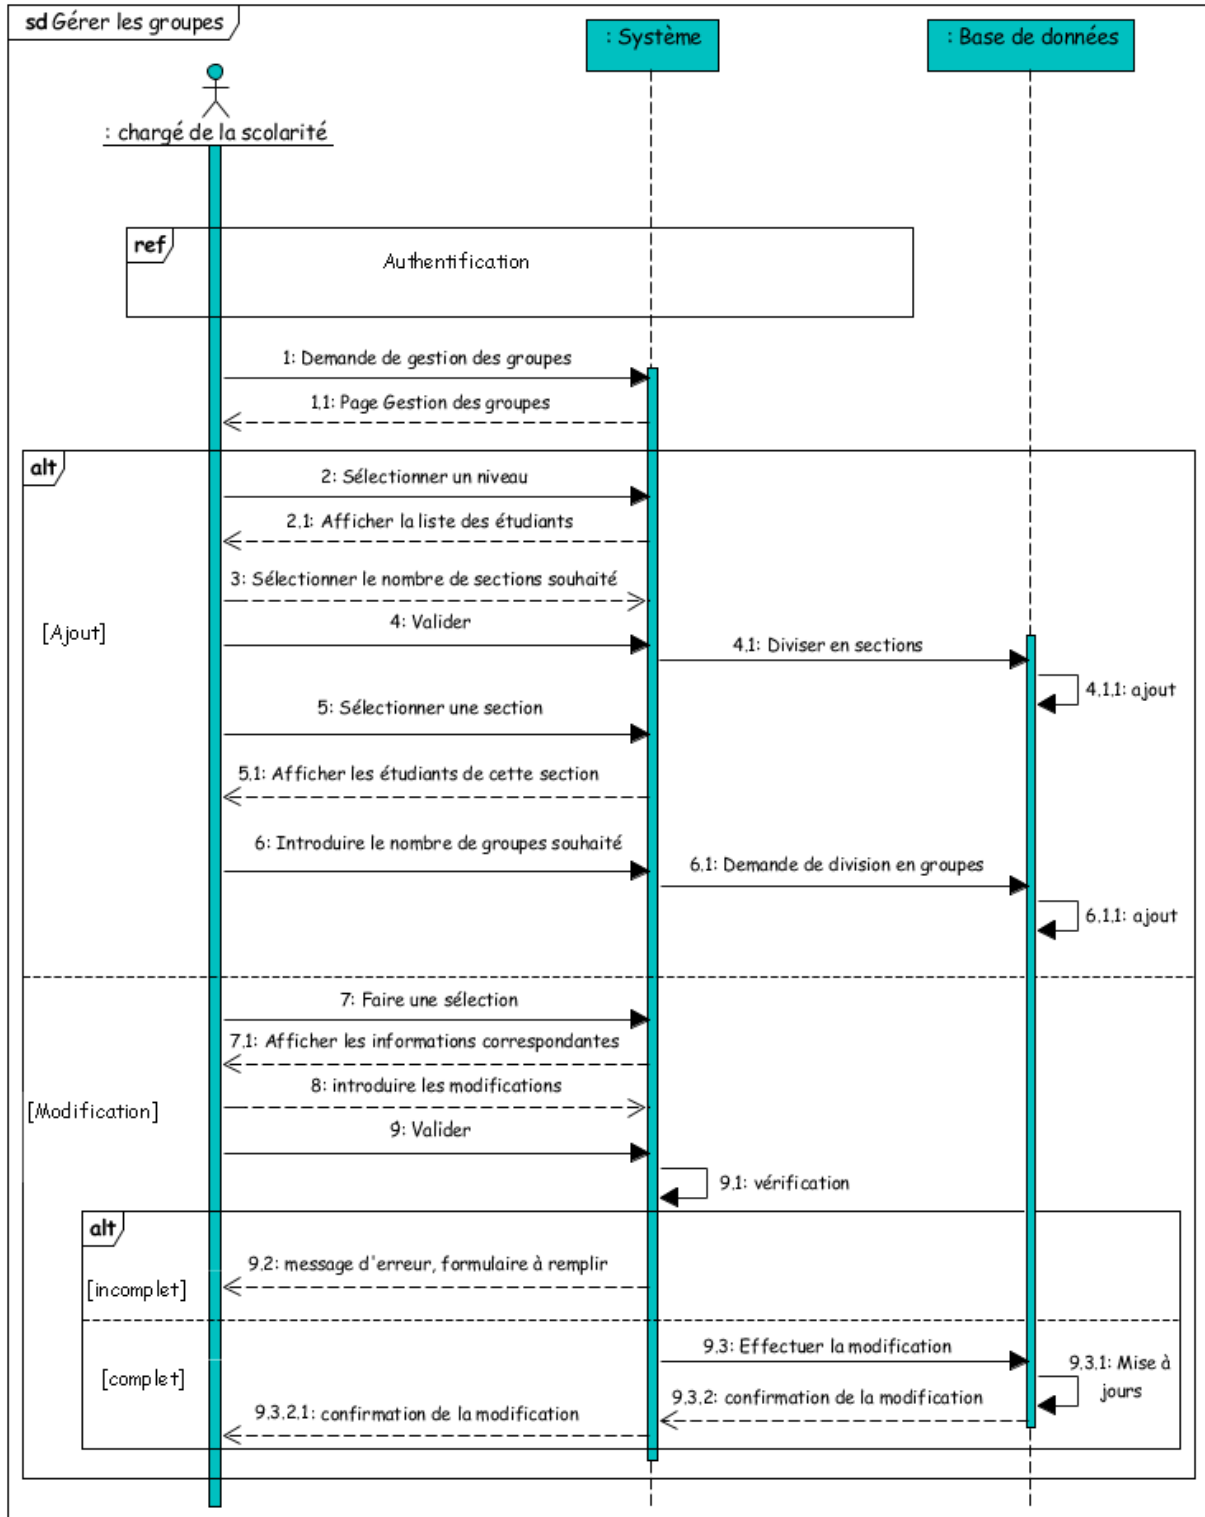 sd Gérer les groupes
: Système
: Base de données
: chargé de la scolarité
ref
Authentification
1: Demande de gestion des groupes
1.1: Page Gestion des groupes
alt
2: Sélectionner un niveau
2.1: Afficher la liste des étudiants
3: Sélectionner le nombre de sections souhaité
[Ajout]
4: Valider
4.1: Diviser en sections
4.1.1: ajout
5: Sélectionner une section
5.1: Afficher les étudiants de cette section
6: Introduire le nombre de groupes souhaité
6.1: Demande de division en groupes
6.1.1: ajout
7: Faire une sélection
7.1: Afficher les informations correspondantes
8: introduire les modifications
[Modification]
9: Valider
9.1: vérification
alt
9.2: message d'erreur, formulaire à remplir
[incomplet]
9.3: Effectuer la modification
9.3.1: Mise à
jours
[complet]
9.3.2: confirmation de la modification
9.3.2.1: confirmation de la modification